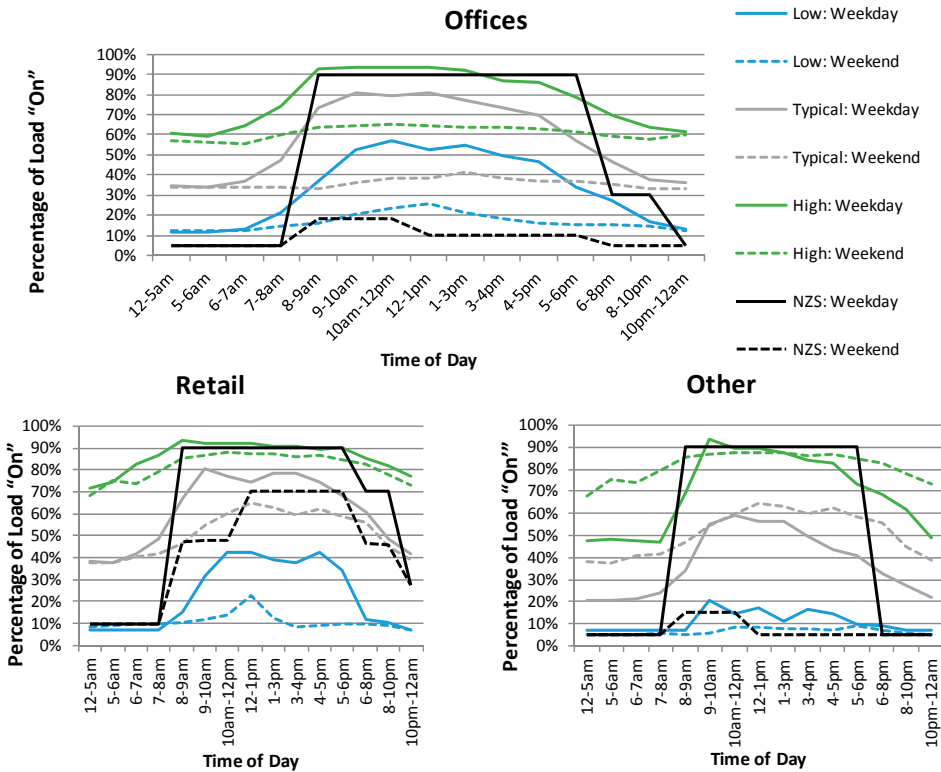 Offices
Percentage of Load “On”
100%
90%
80%
70%
60%
50%
40%
30%
20%
10%
0%
12-5am
5-6am
6-7am
7-8am
8-9am
9-10am
10am-12pm
12-1pm
1-3pm
3-4pm
4-5pm
5-6pm
6-8pm
8-10pm
10pm-12am
Time of Day
Low: Weekday
Low: Weekend
Typical: Weekday
Typical: Weekend
High: Weekday
High: Weekend
NZS: Weekday
NZS: Weekend
Retail
Percentage of Load “On”
100%
90%
80%
70%
60%
50%
40%
30%
20%
10%
0%
12-5am
5-6am
6-7am
7-8am
8-9am
9-10am
10am-12pm
12-1pm
1-3pm
3-4pm
4-5pm
5-6pm
6-8pm
8-10pm
10pm-12am
Time of Day
Other
Percentage of Load “On”
100%
90%
80%
70%
60%
50%
40%
30%
20%
10%
0%
12-5am
5-6am
6-7am
7-8am
8-9am
9-10am
10am-12pm
12-1pm
1-3pm
3-4pm
4-5pm
5-6pm
6-8pm
8-10pm
10pm-12am
Time of Day